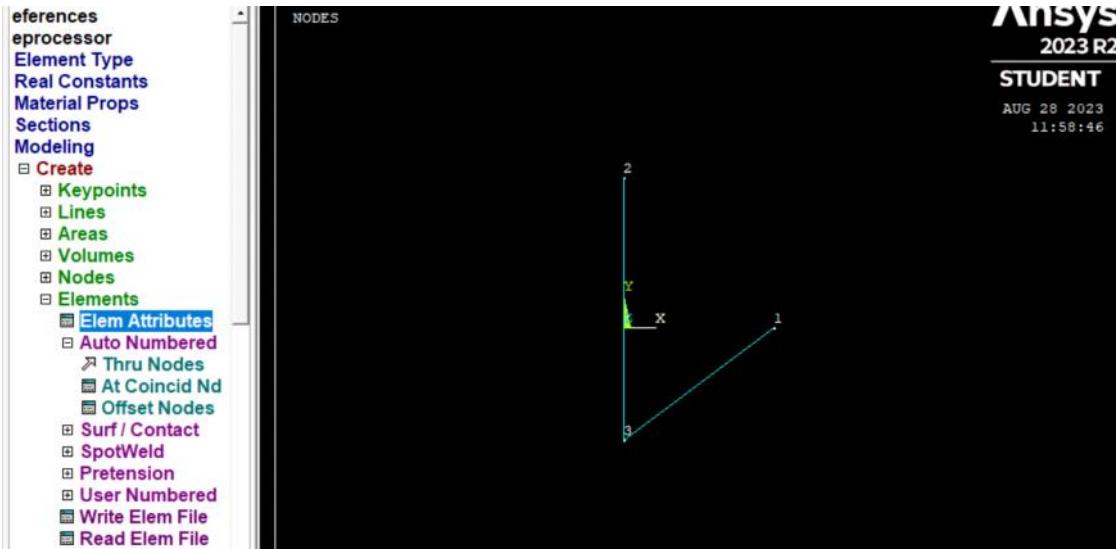 eferences
eprocessor
Element Type
Real Constants
Material Props
Sections
Modeling
Create
Keypoints
Lines
Areas
Volumes
Nodes
Elements
Elem Attributes
Auto Numbered
Thru Nodes
At Coincid Nd
Offset Nodes
Surf / Contact
SpotWeld
Pretension
User Numbered
Write Elem File
Read Elem File
NODES
Ansys
2023 R2
STUDENT
AUG 28 2023
11:58:46
2
Y
X
1
3